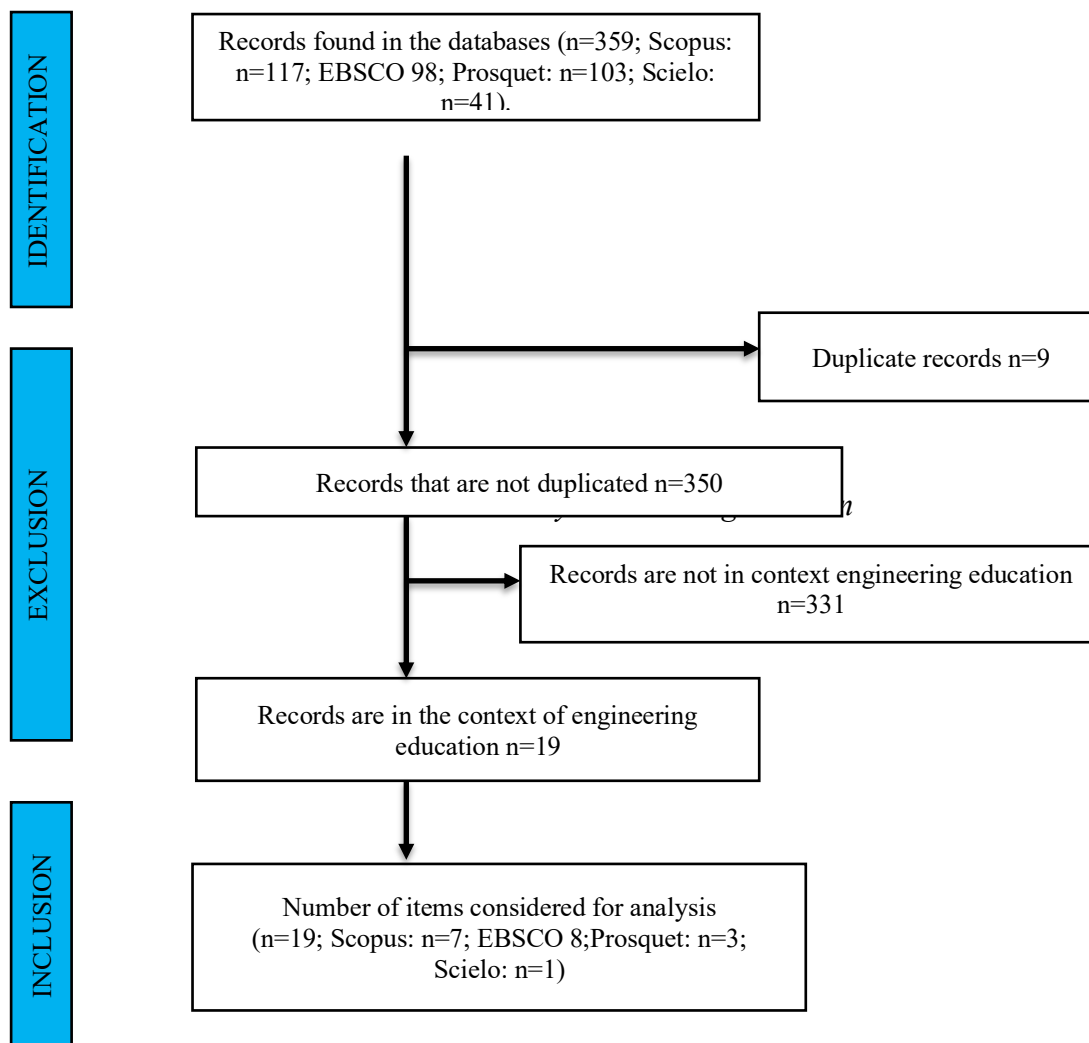 IDENTIFICATION
Records found in the databases (n=359; Scopus:
n=117; EBSCO 98; Prosquet: n=103; Scielo:
n=41).
Duplicate records n=9
EXCLUSION
Records that are not duplicated n=350
Records are not in context engineering education
n=331
Records are in the context of engineering
education n=19
INCLUSION
Number of items considered for analysis
(n=19; Scopus: n=7; EBSCO 8;Prosquet: n=3;
Scielo: n=1)